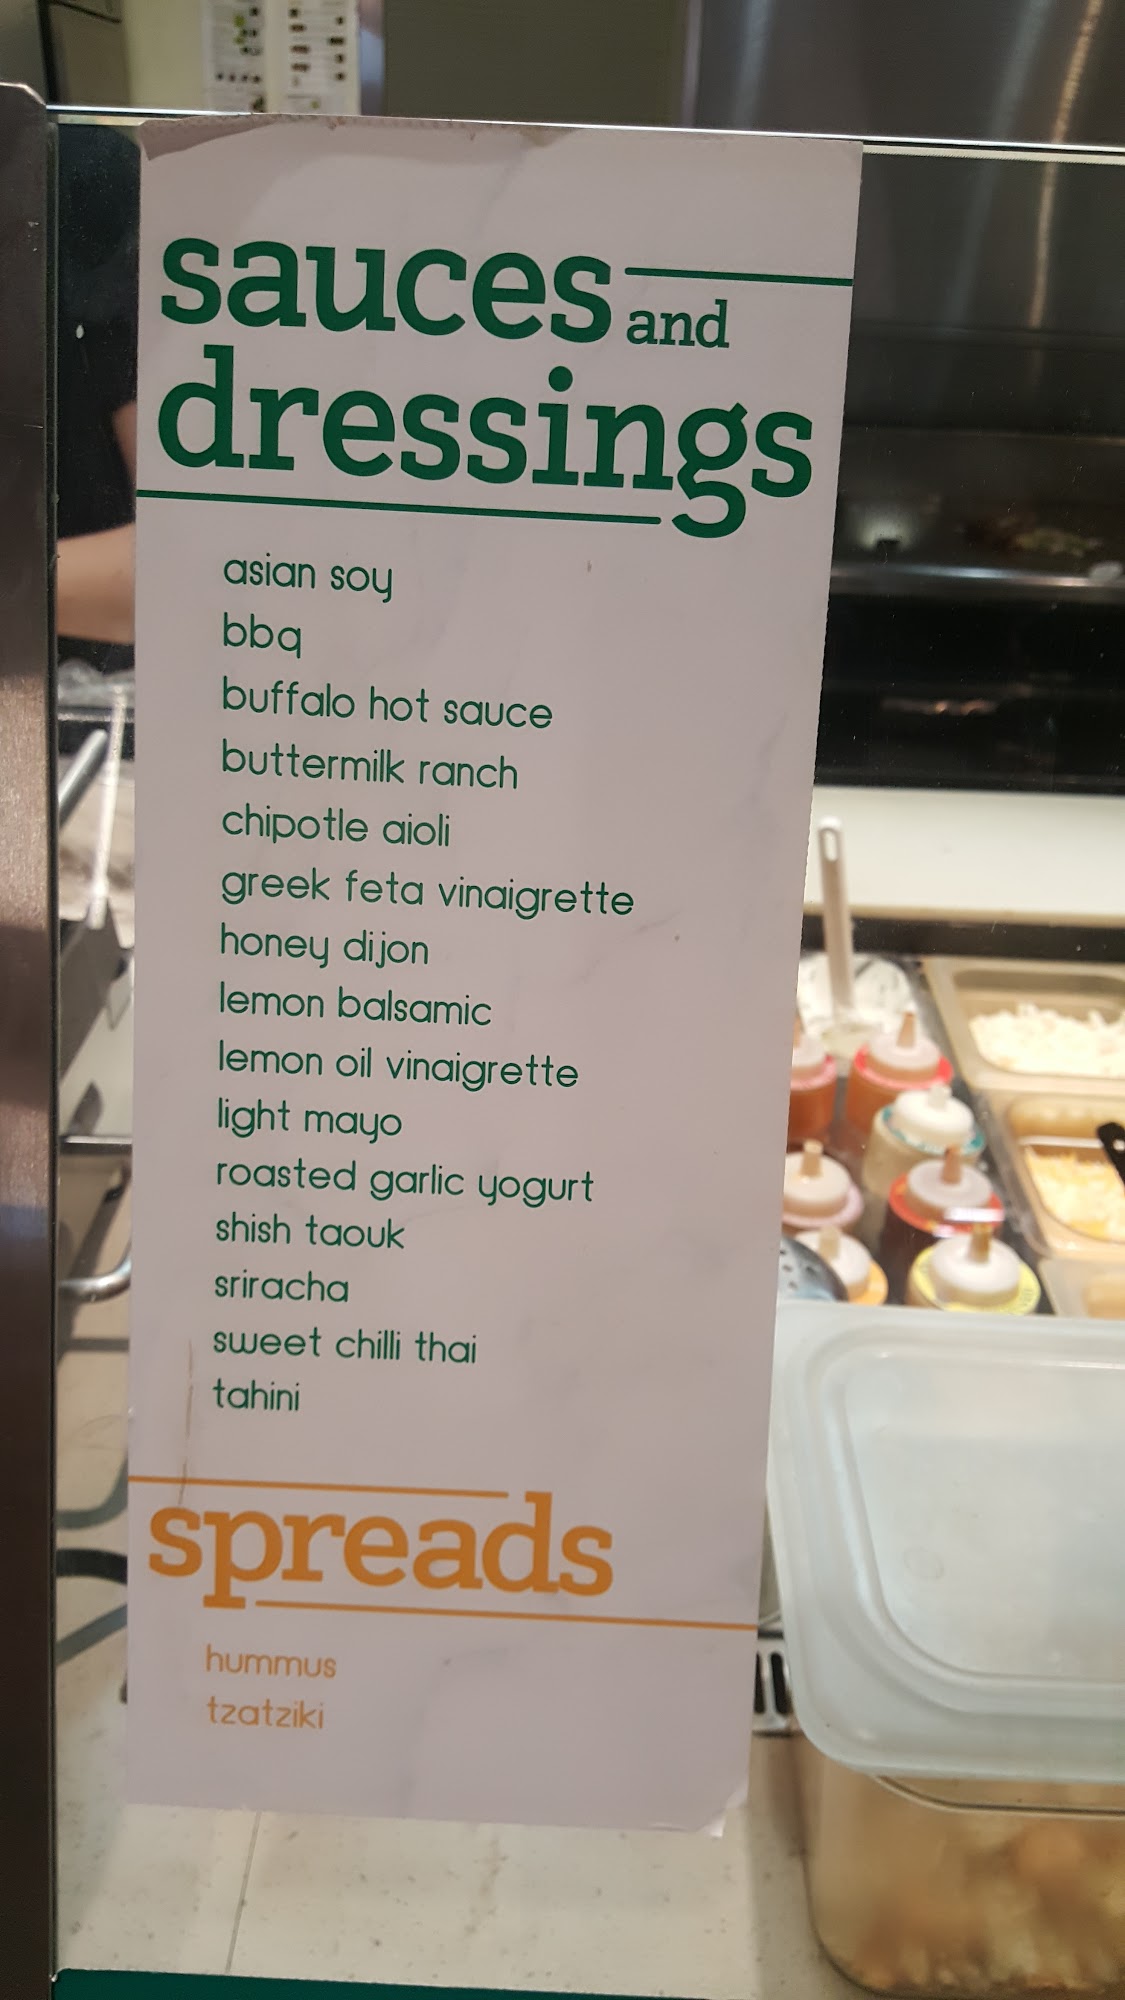 sauces and
dressings
asian soy
bbq
buffalo hot sauce
buttermilk ranch
chipotle aioli
greek feta vinaigrette
honey dijon
lemon balsamic
lemon oil vinaigrette
light mayo
roasted garlic yogurt
shish taouk
sriracha
sweet chilli thai
tahini
spreads
hummus
tzatziki